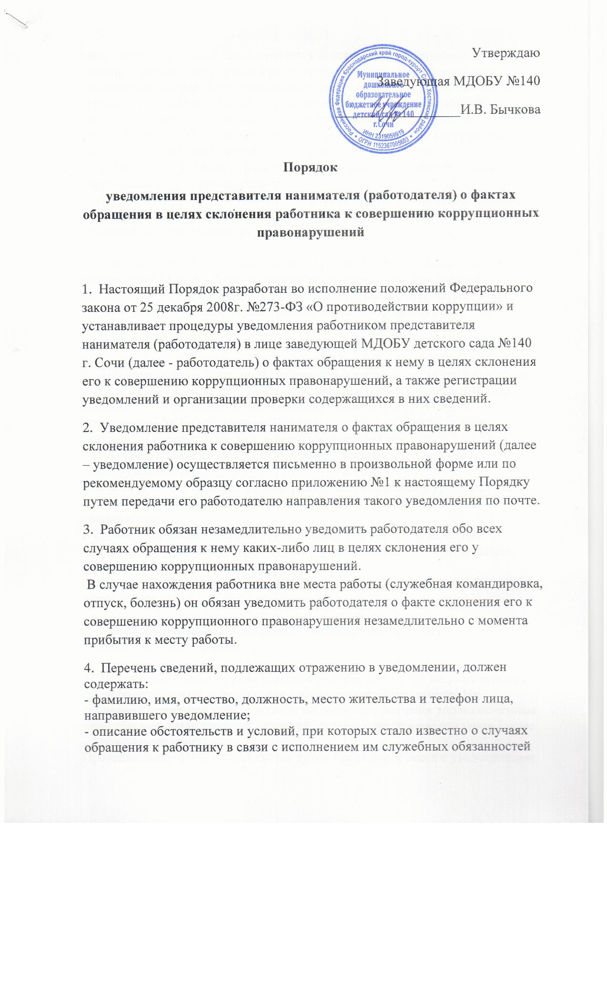 Утверждаю
Заведующая МДОБУ №140
И.В. Бычкова
Российская Федерация Краснодарский край город-курорт Сочи Хостинский район
ОГРН 1152367005603
ИНН 2319059919
Муниципальное
дошкольное
образовательное
бюджетное учреждение
детский сад № 140
г.Сочи
Порядок
уведомления представителя нанимателя (работодателя) о фактах
обращения в целях склонения работника к совершению коррупционных
правонарушений
1. Настоящий Порядок разработан во исполнение положений Федерального
закона от 25 декабря 2008г. №273-ФЗ «О противодействии коррупции» и
устанавливает процедуры уведомления работником представителя
нанимателя (работодателя) в лице заведующей МДОБУ детского сада №140
г. Сочи (далее - работодатель) о фактах обращения к нему в целях склонения
его к совершению коррупционных правонарушений, а также регистрации
уведомлений и организации проверки содержащихся в них сведений.
2. Уведомление представителя нанимателя о фактах обращения в целях
склонения работника к совершению коррупционных правонарушений (далее
– уведомление) осуществляется письменно в произвольной форме или по
рекомендуемому образцу согласно приложению №1 к настоящему Порядку
путем передачи его работодателю направления такого уведомления по почте.
3. Работник обязан незамедлительно уведомить работодателя обо всех
случаях обращения к нему каких-либо лиц в целях склонения его у
совершению коррупционных правонарушений.
В случае нахождения работника вне места работы (служебная командировка,
отпуск, болезнь) он обязан уведомить работодателя о факте склонения его к
совершению коррупционного правонарушения незамедлительно с момента
прибытия к месту работы.
4. Перечень сведений, подлежащих отражению в уведомлении, должен
содержать:
- фамилию, имя, отчество, должность, место жительства и телефон лица,
направившего уведомление;
- описание обстоятельств и условий, при которых стало известно о случаях
обращения к работнику в связи с исполнением им служебных обязанностей